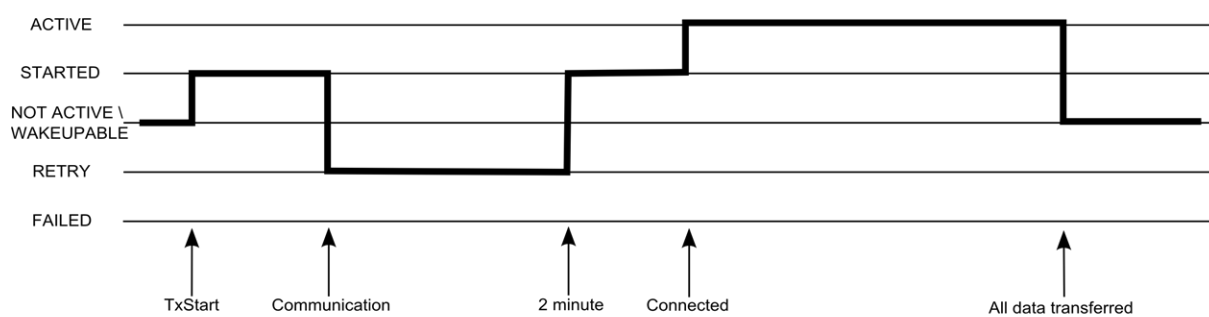 ACTIVE
STARTED
NOT ACTIVE \
WAKEUPABLE
RETRY
FAILED
TxStart
Communication
2 minute
Connected
All data transferred